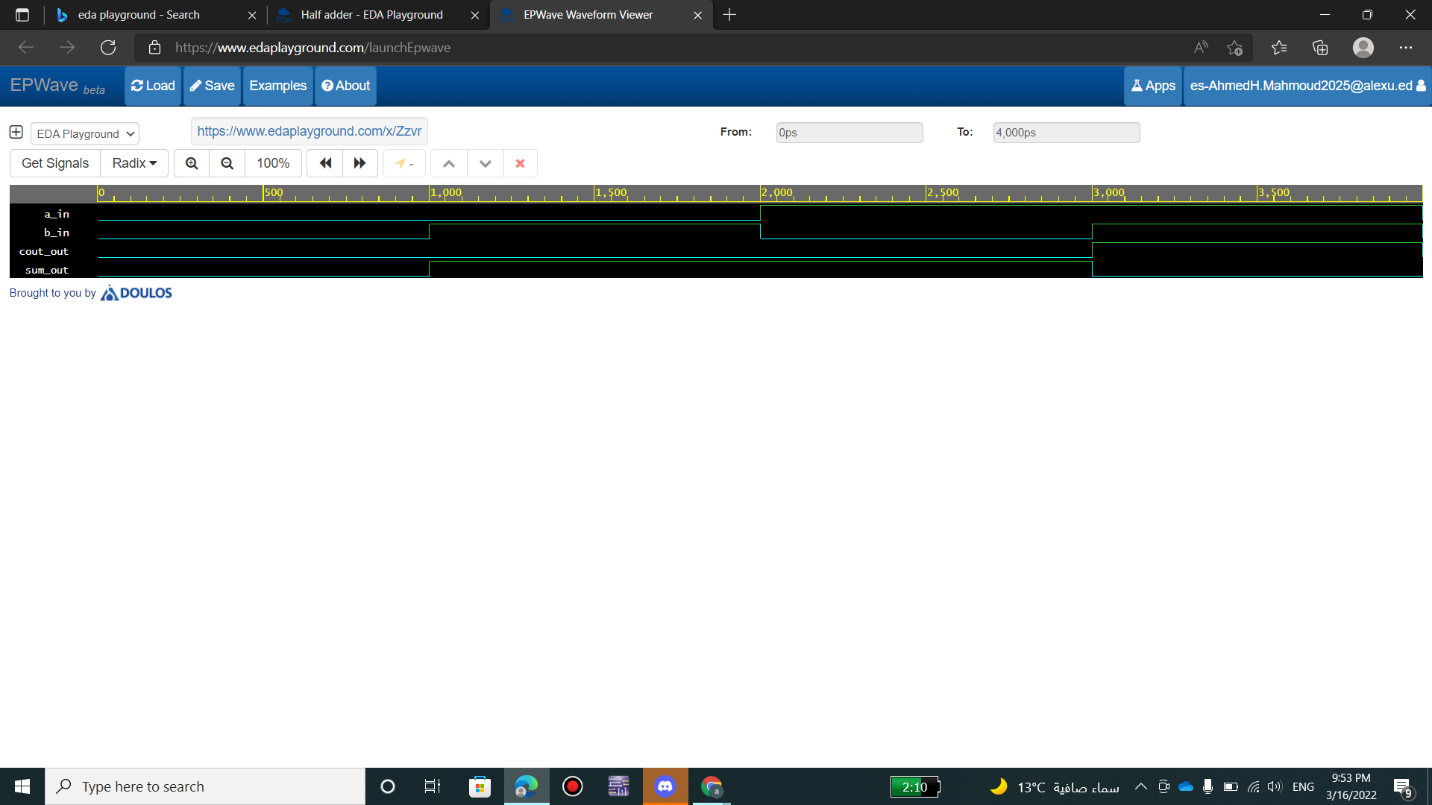 eda playground - Search
Half adder - EDA Playground
EPWave Waveform Viewer
https://www.edaplayground.com/launchEpwave
EPWave beta
Load
Save
Examples
About
Apps
es-AhmedH.Mahmoud2025@alexu.ed
EDA Playground
https://www.edaplayground.com/x/Zzvr
From:
0ps
To:
4,000ps
Get Signals
Radix
100%
-
0
500
1,000
1,500
2,000
2,500
3,000
3,500
a_in
b_in
cout_out
sum_out
Brought to you by DOULOS
Type here to search
2:10
13°C سماء صافية
ENG
9:53 PM
3/16/2022
9